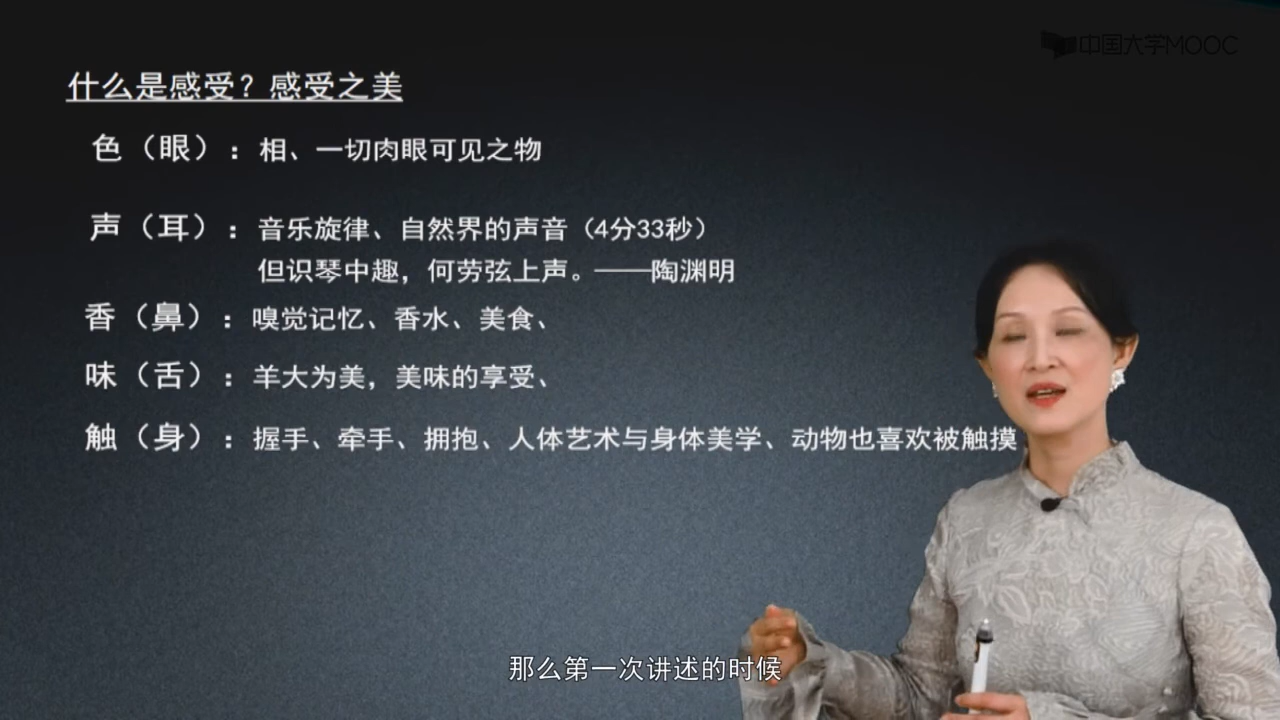 中国大学MOOC
什么是感受？感受之美
色（眼）：相、一切肉眼可见之物
声（耳）：音乐旋律、自然界的声音（4分33秒）
但识琴中趣，何劳弦上声。——陶渊明
香（鼻）：嗅觉记忆、香水、美食、
味（舌）：羊大为美，美味的享受、
触（身）：握手、牵手、拥抱、人体艺术与身体美学、动物也喜欢被触摸
那么第一次讲述的时候